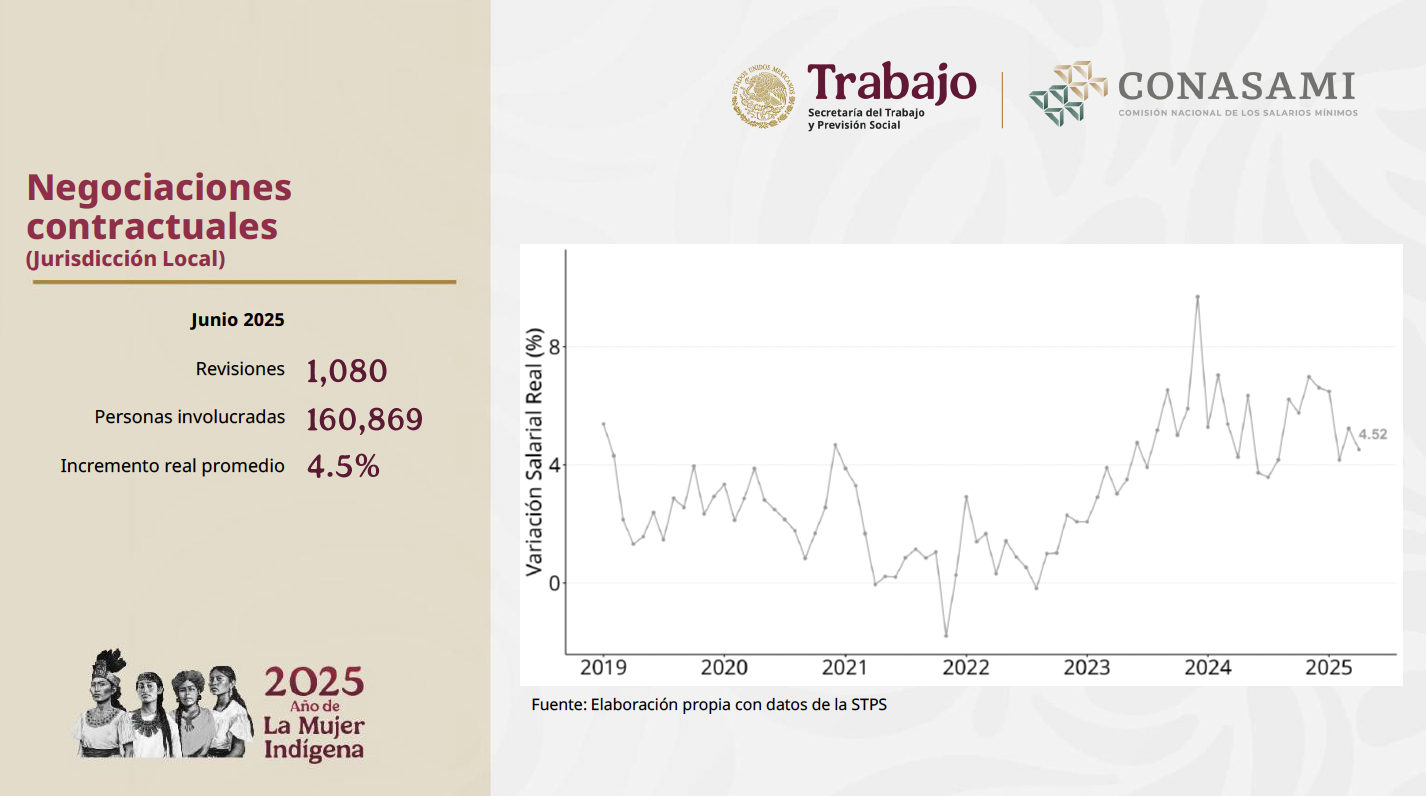 ESTADOS UNIDOS MEXICANOS
Trabajo
Secretaría del Trabajo
y Previsión Social
CONASAMI
COMISIÓN NACIONAL DE LOS SALARIOS MÍNIMOS
Negociaciones
contractuales
(Jurisdicción Local)
Junio 2025
Revisiones 1,080
Personas involucradas 160,869
Incremento real promedio 4.5%
2025
Año de
La Mujer
Indígena
Variación Salarial Real (%)
8
4
0
4.52
2019 2020 2021 2022 2023 2024 2025
Fuente: Elaboración propia con datos de la STPS